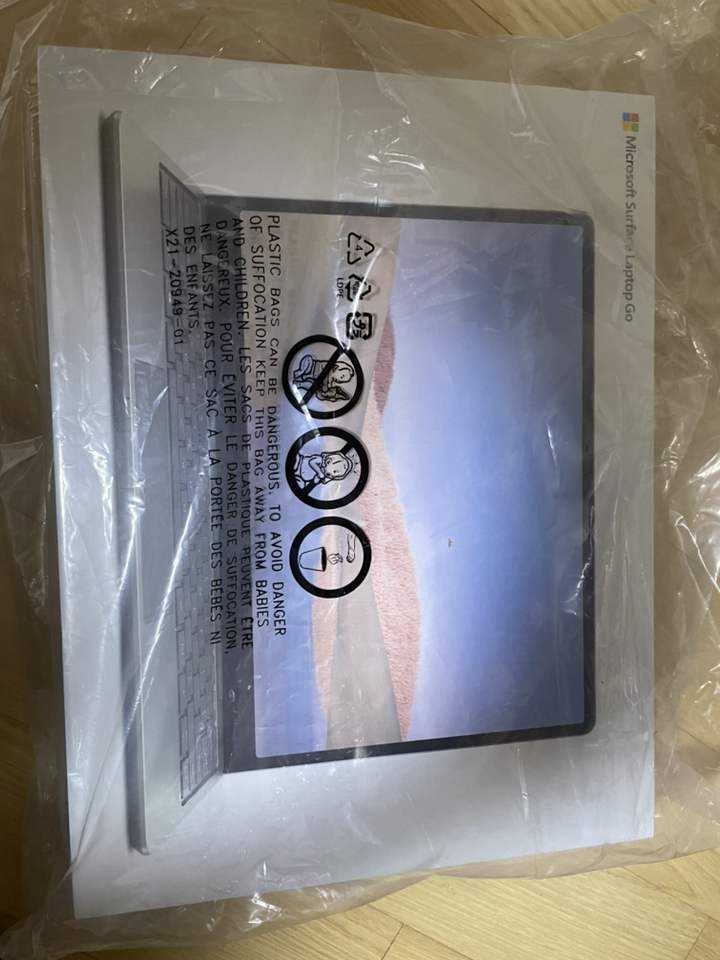 Microsoft Surface Laptop Go
4
LDPE
PLASTIC BAGS CAN BE DANGEROUS. TO AVOID DANGER
OF SUFFOCATION KEEP THIS BAG AWAY FROM BABIES
AND CHILDREN. LES SACS DE PLASTIQUE PEUVENT ÊTRE
DANGEREUX. POUR ÉVITER LE DANGER DE SUFFOCATION,
NE LAISSEZ PAS CE SAC À LA PORTÉE DES BÉBÉS NI
DES ENFANTS.
X21-20949-01